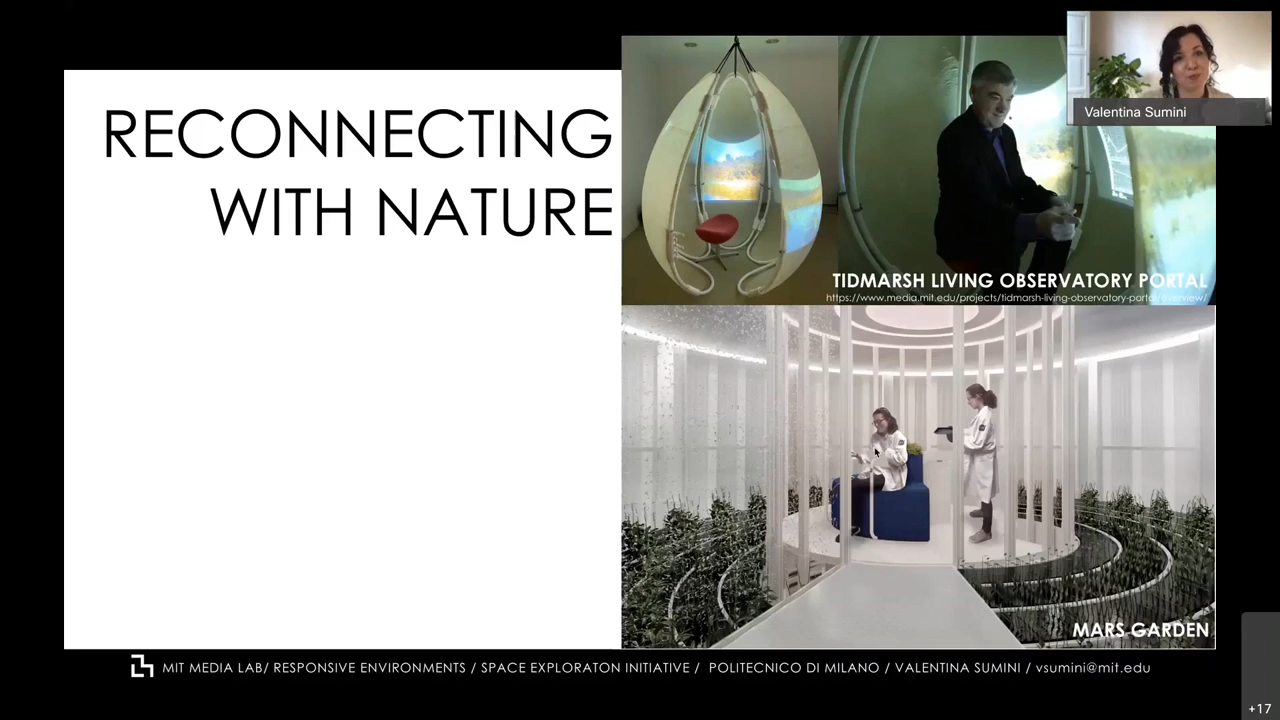 RECONNECTING
WITH NATURE
Valentina Sumini
TIDMARSH LIVING OBSERVATORY PORTAL
https://www.media.mit.edu/projects/tidmarsh-living-observatory-portal/overview/
MARS GARDEN
MIT MEDIA LAB/ RESPONSIVE ENVIRONMENTS / SPACE EXPLORATON INITIATIVE / POLITECNICO DI MILANO / VALENTINA SUMINI / vsumini@mit.edu
+17